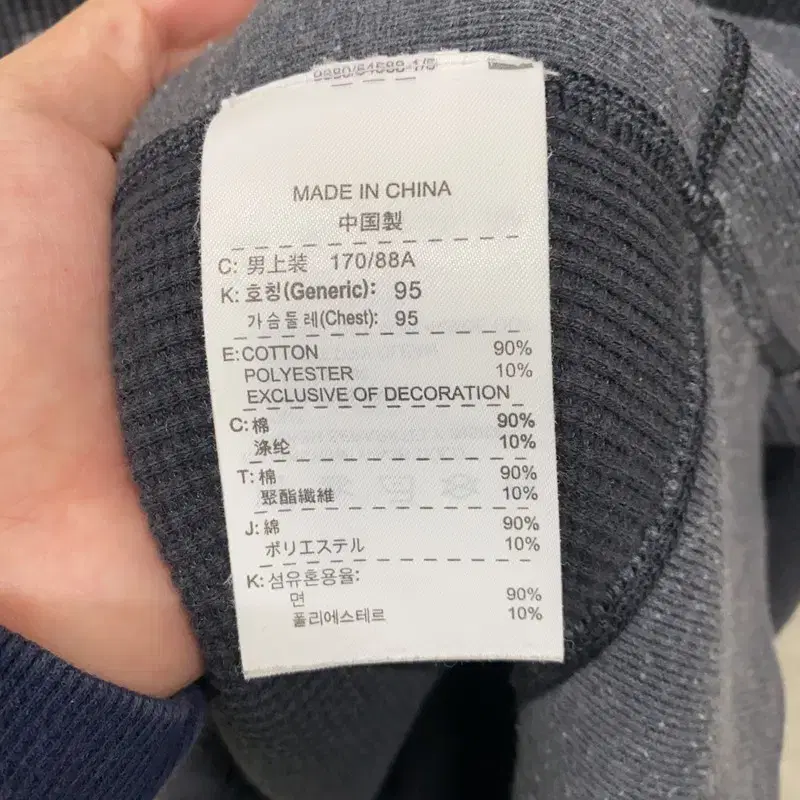 MADE IN CHINA
中国製
C: 男上装 170/88A
K: 호칭(Generic): 95
가슴둘레(Chest): 95
E:COTTON 90%
POLYESTER 10%
EXCLUSIVE OF DECORATION
C: 棉 90%
涤纶 10%
T: 棉 90%
聚酯纖維 10%
J: 綿 90%
ポリエステル 10%
K: 섬유혼용율:
면 90%
폴리에스테르 10%